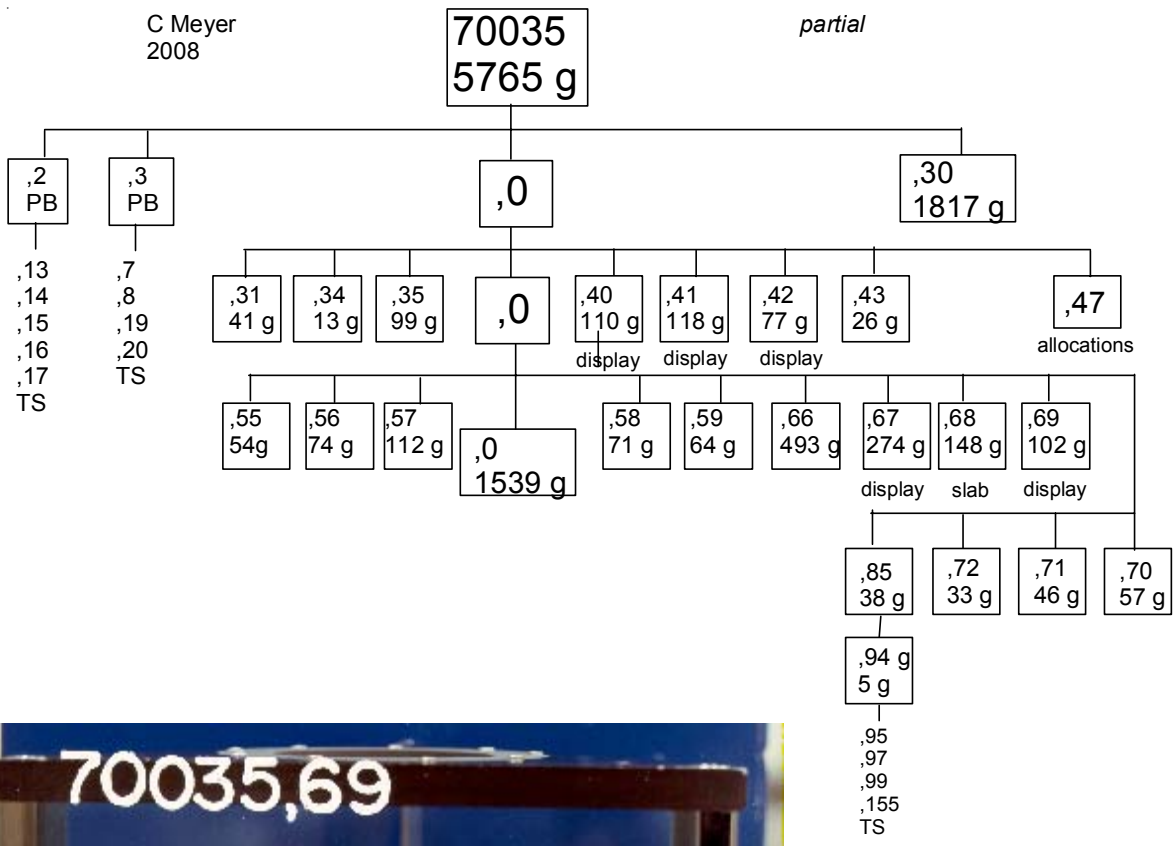 C Meyer
2008
70035
5765 g
partial
,2
PB
,3
PB
,0
,30
1817 g
,13
,14
,15
,16
,17
TS
,7
,8
,19
,20
TS
,31
41 g
,34
13 g
,35
99 g
,0
,40
110 g
display
,41
118 g
display
,42
77 g
display
,43
26 g
,47
allocations
,55
54g
,56
74 g
,57
112 g
,0
1539 g
,58
71 g
,59
64 g
,66
493 g
,67
274 g
display
,68
148 g
slab
,69
102 g
display
,85
38 g
,72
33 g
,71
46 g
,70
57 g
,94 g
5 g
,95
,97
,99
,155
TS
70035,69